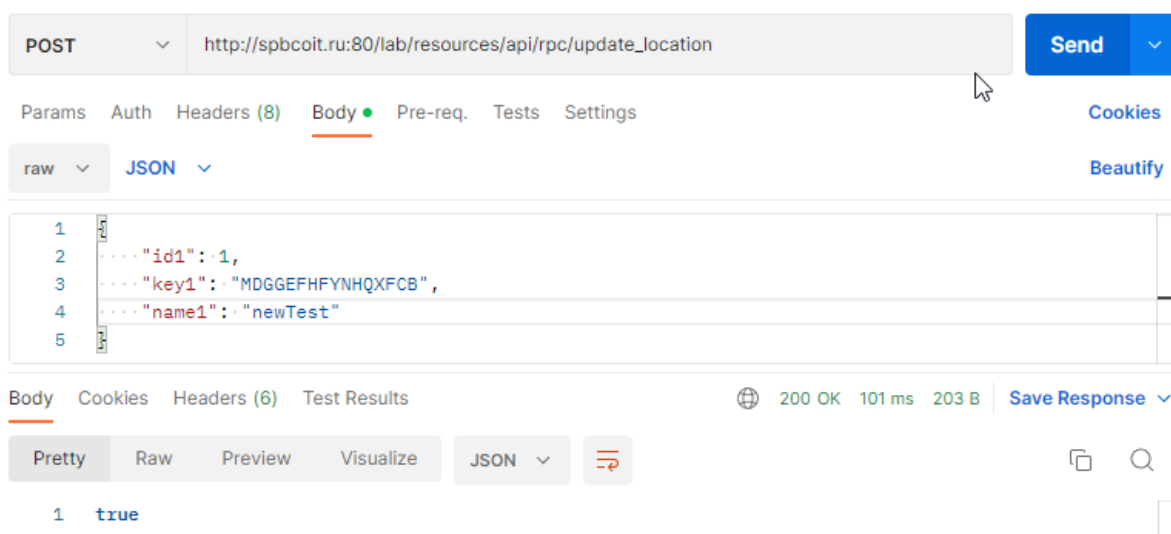 POST http://spbcoit.ru:80/lab/resources/api/rpc/update_location Send
Params Auth Headers (8) Body Pre-req. Tests Settings Cookies
raw JSON Beautify
1 {
2 "id1": 1,
3 "key1": "MDGGEFHFYNHQXFCB",
4 "name1": "newTest"
5 }
Body Cookies Headers (6) Test Results 200 OK 101 ms 203 B Save Response
Pretty Raw Preview Visualize JSON
1 true